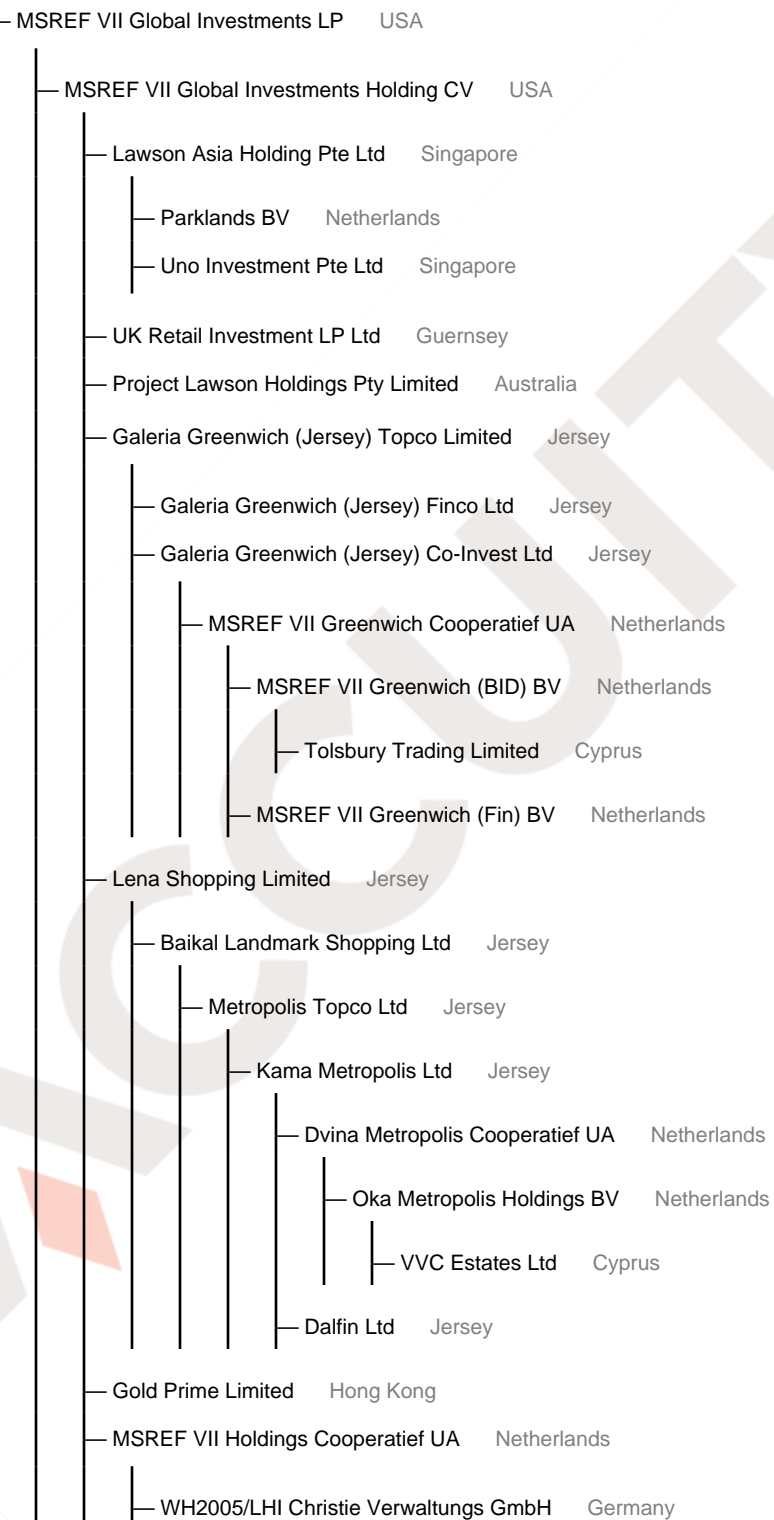 MSREF VII Global Investments LP USA
MSREF VII Global Investments Holding CV USA
Lawson Asia Holding Pte Ltd Singapore
Parklands BV Netherlands
Uno Investment Pte Ltd Singapore
UK Retail Investment LP Ltd Guernsey
Project Lawson Holdings Pty Limited Australia
Galeria Greenwich (Jersey) Topco Limited Jersey
Galeria Greenwich (Jersey) Finco Ltd Jersey
Galeria Greenwich (Jersey) Co-Invest Ltd Jersey
MSREF VII Greenwich Cooperatief UA Netherlands
MSREF VII Greenwich (BID) BV Netherlands
Tolsbury Trading Limited Cyprus
MSREF VII Greenwich (Fin) BV Netherlands
Lena Shopping Limited Jersey
Baikal Landmark Shopping Ltd Jersey
Metropolis Topco Ltd Jersey
Kama Metropolis Ltd Jersey
Dvina Metropolis Cooperatief UA Netherlands
Oka Metropolis Holdings BV Netherlands
VVC Estates Ltd Cyprus
Dalfin Ltd Jersey
Gold Prime Limited Hong Kong
MSREF VII Holdings Cooperatief UA Netherlands
WH2005/LHI Christie Verwaltungs GmbH Germany
ACCUIT